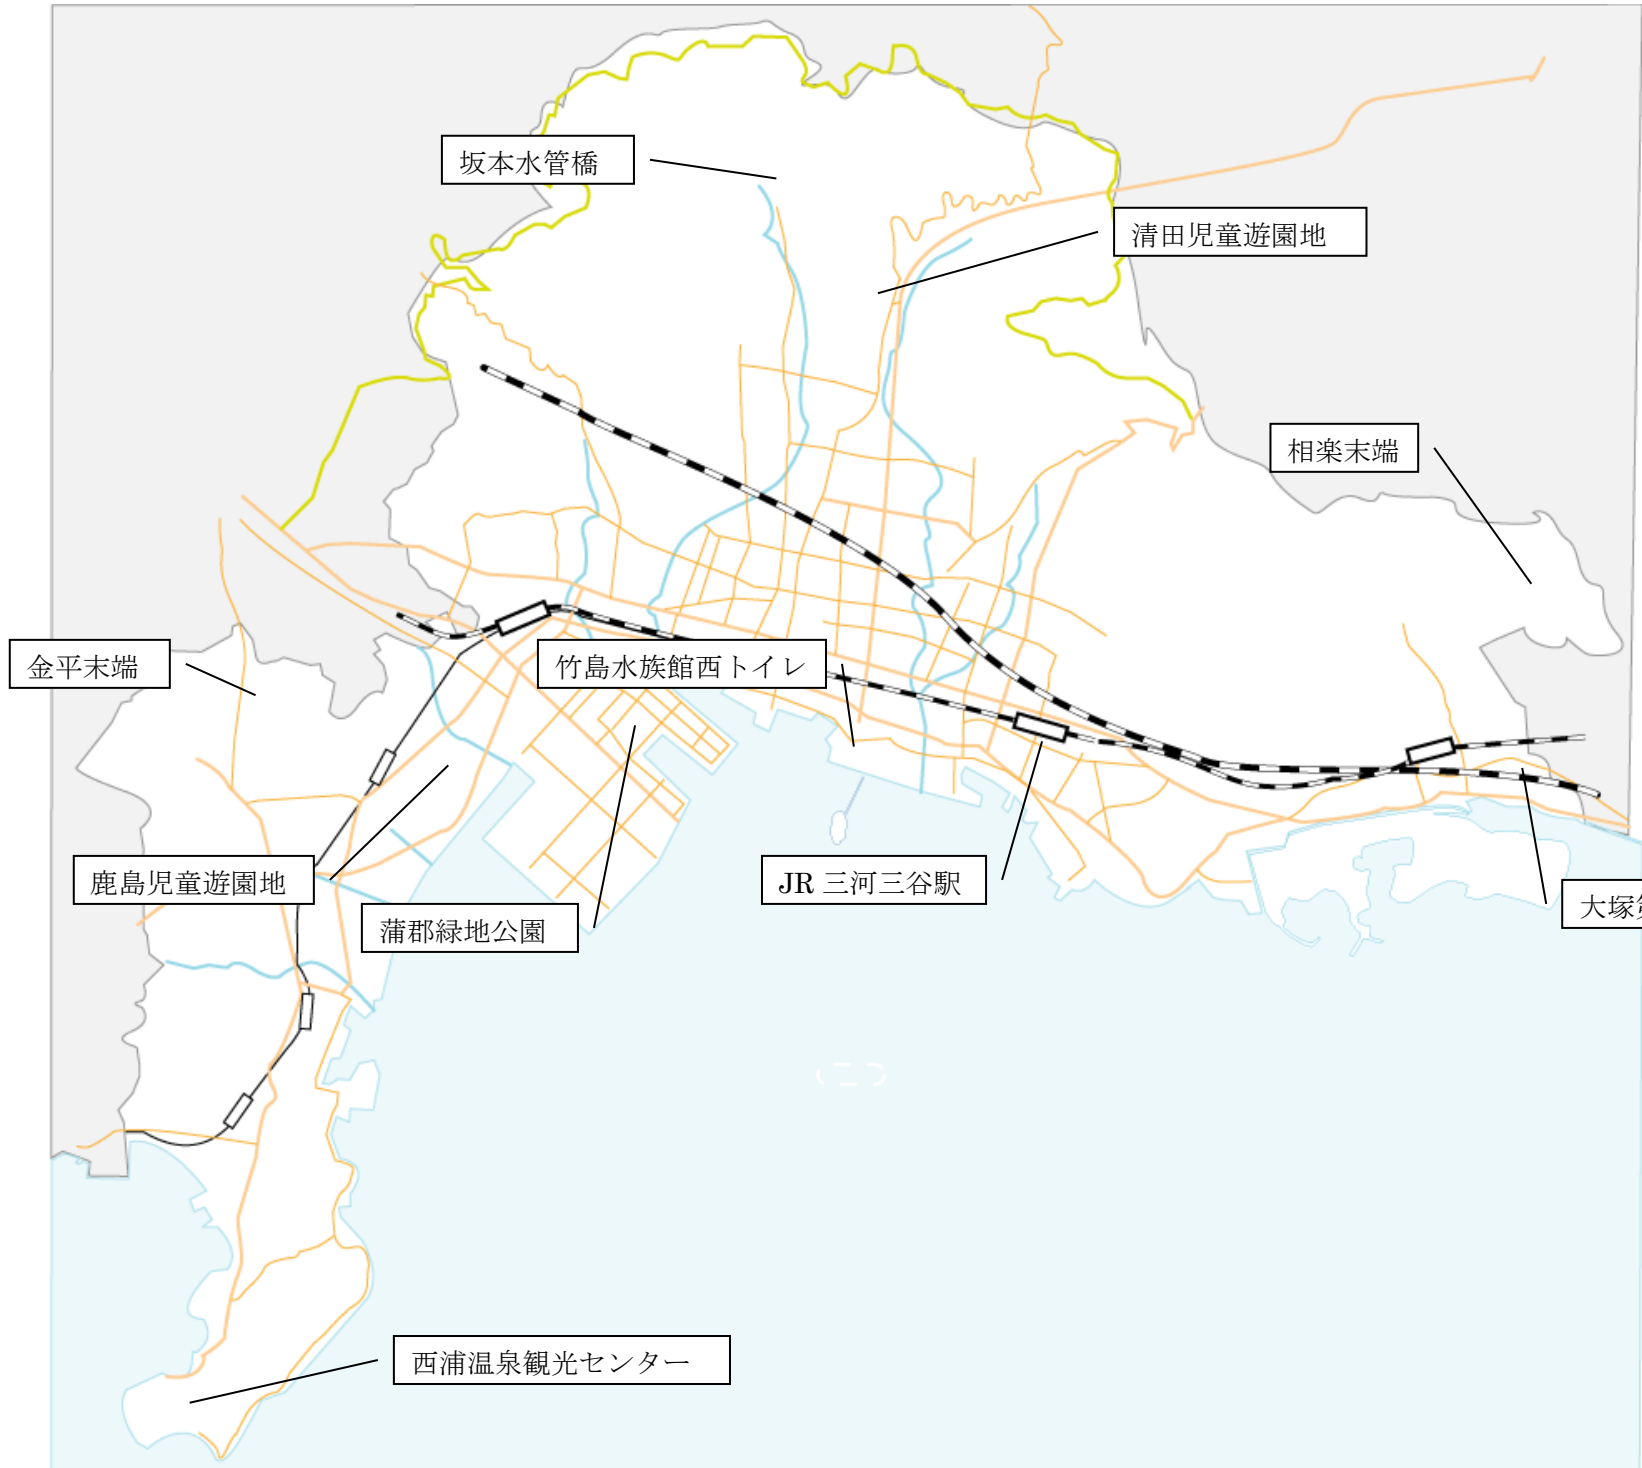 坂本水管橋
清田児童遊園地
相楽末端
金平末端
竹島水族館西トイレ
鹿島児童遊園地
JR 三河三谷駅
大塚
蒲郡緑地公園
西浦温泉観光センター